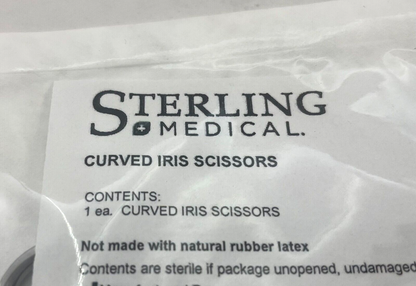 STERLING
MEDICAL.
CURVED IRIS SCISSORS
CONTENTS:
1 ea. CURVED IRIS SCISSORS
Not made with natural rubber latex
Contents are sterile if package unopened, undamaged